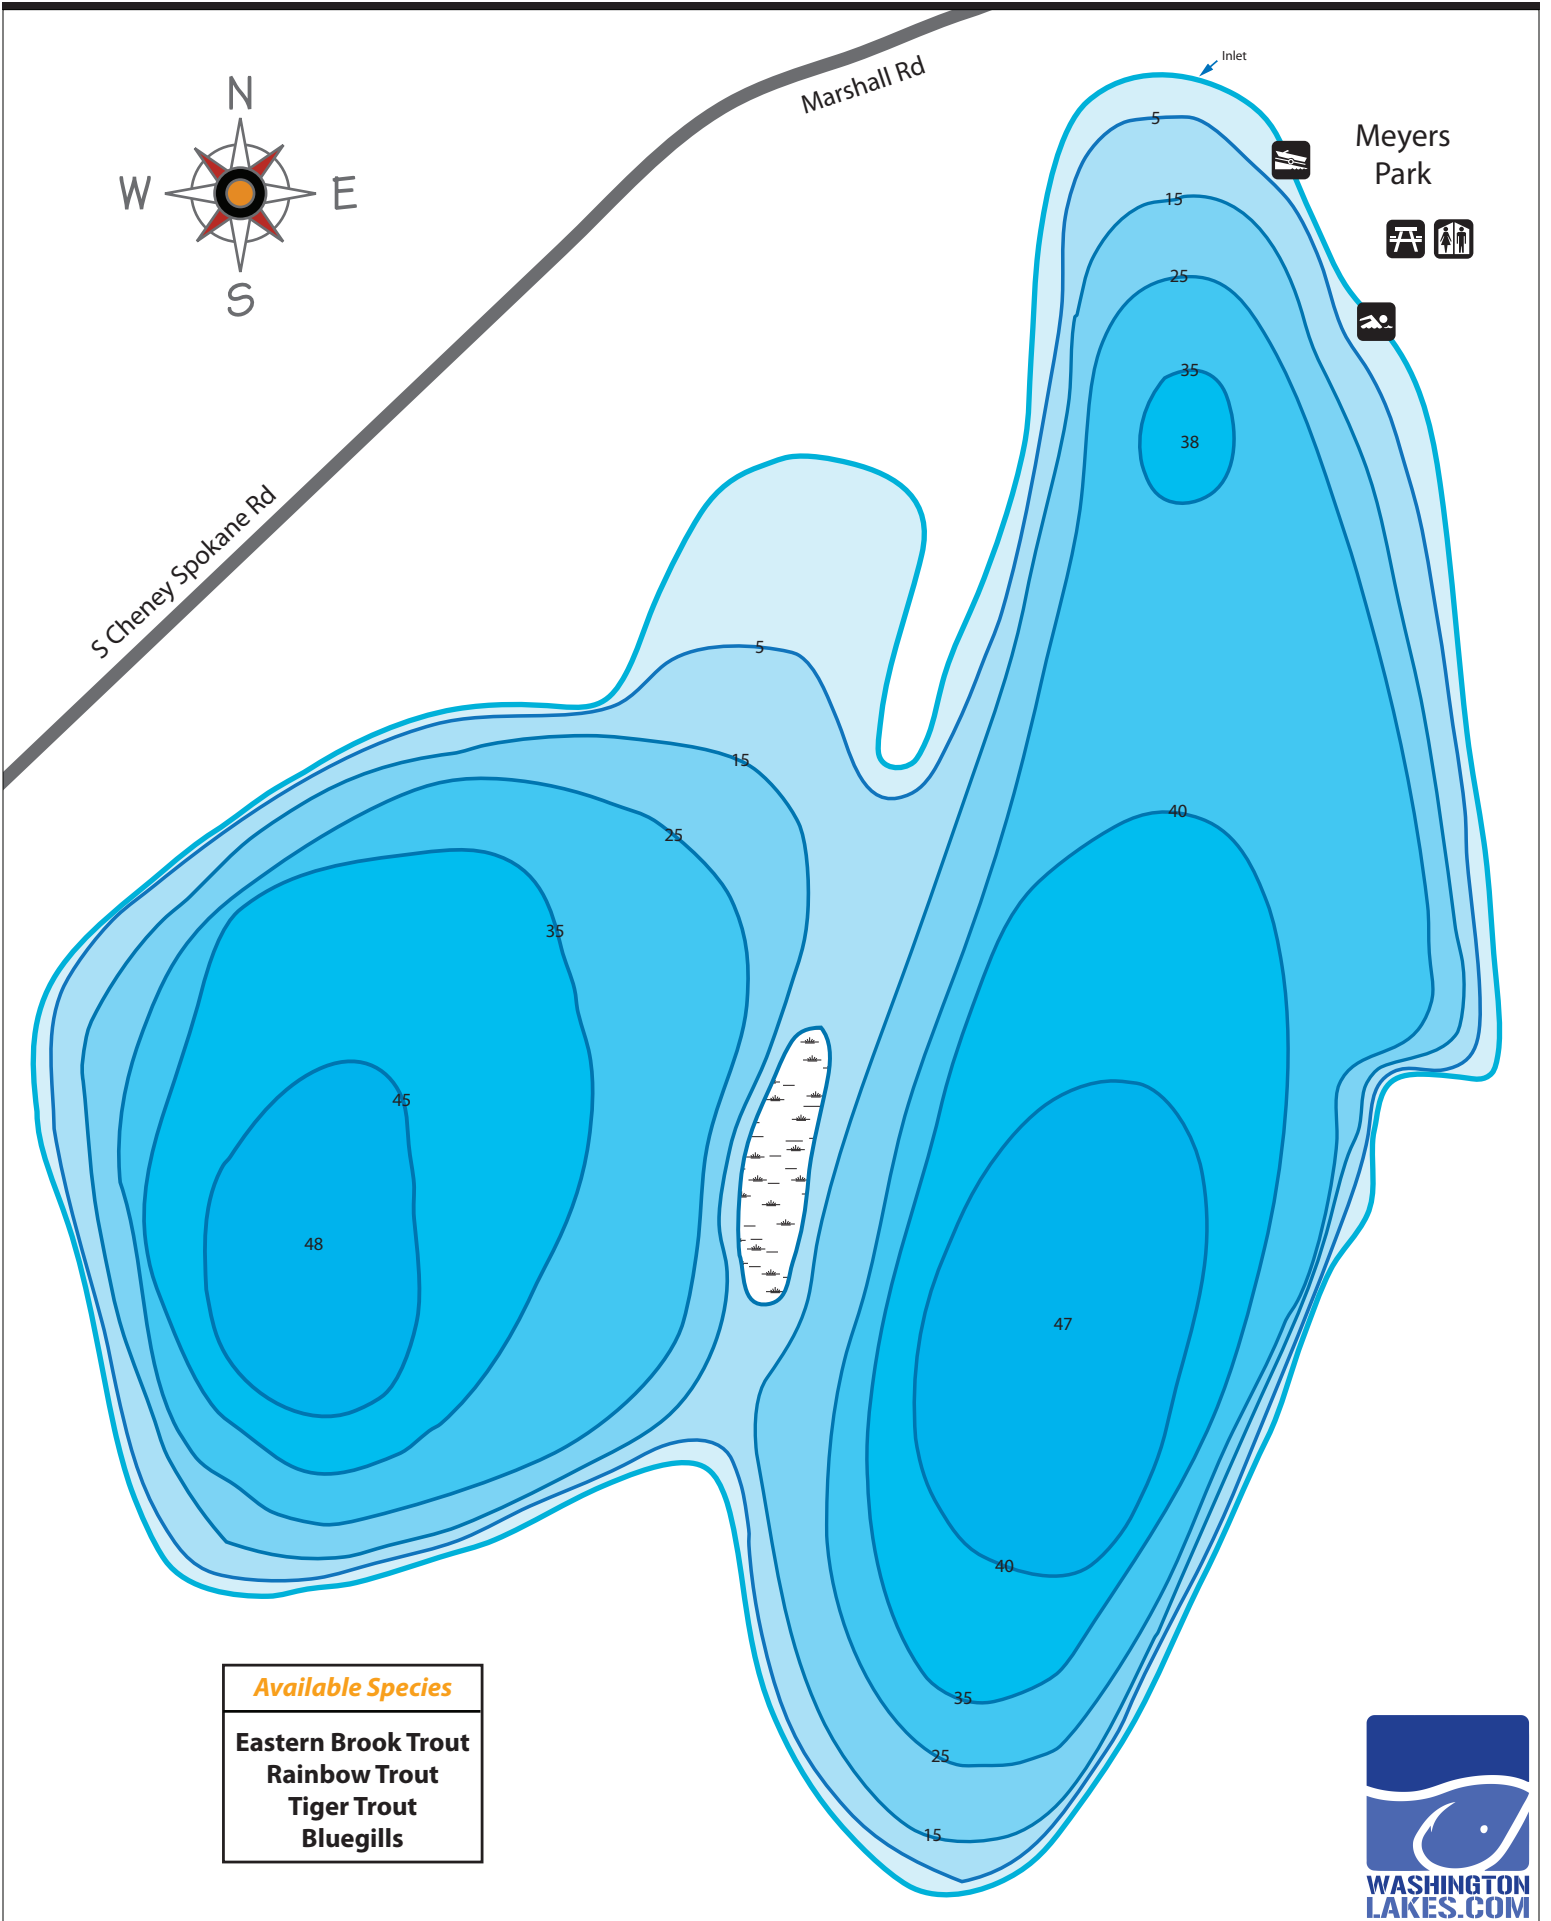 Inlet
Marshall Rd
N
W
E
S
Meyers
Park
5
15
25
35
38
S Cheney Spokane Rd
5
15
25
40
35
45
48
47
40
35
25
15
Available Species
Eastern Brook Trout
Rainbow Trout
Tiger Trout
Bluegills
WASHINGTON
LAKES.COM